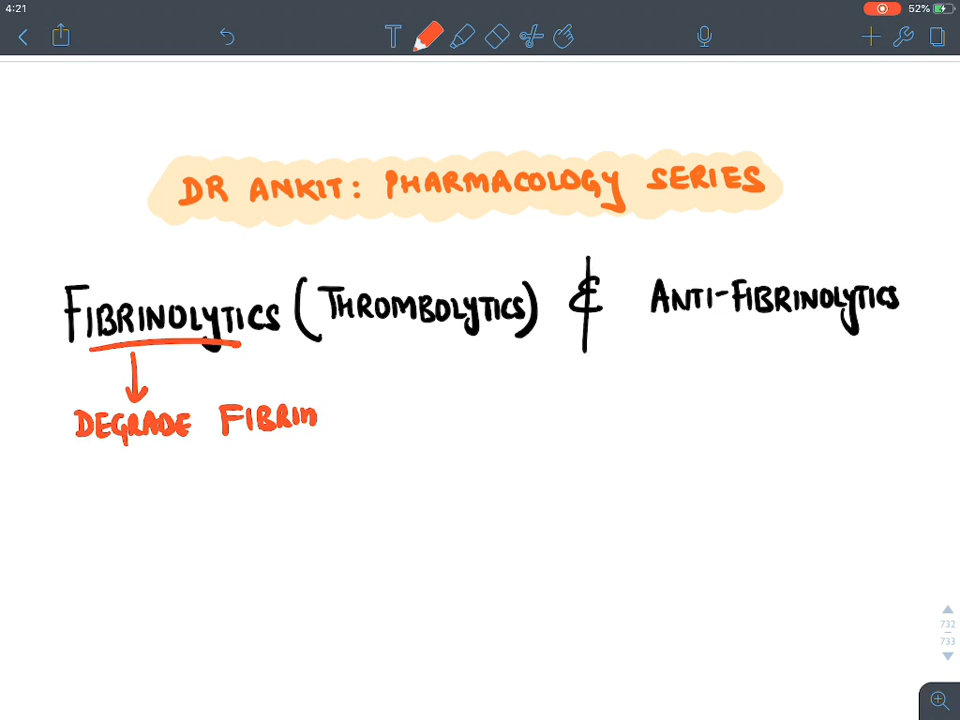 4:21
52%
T
DR ANKIT: PHARMACOLOGY SERIES
FIBRINOLYTICS (THROMBOLYTICS) & ANTI-FIBRINOLYTICS
DEGRADE FIBRIN
732
733